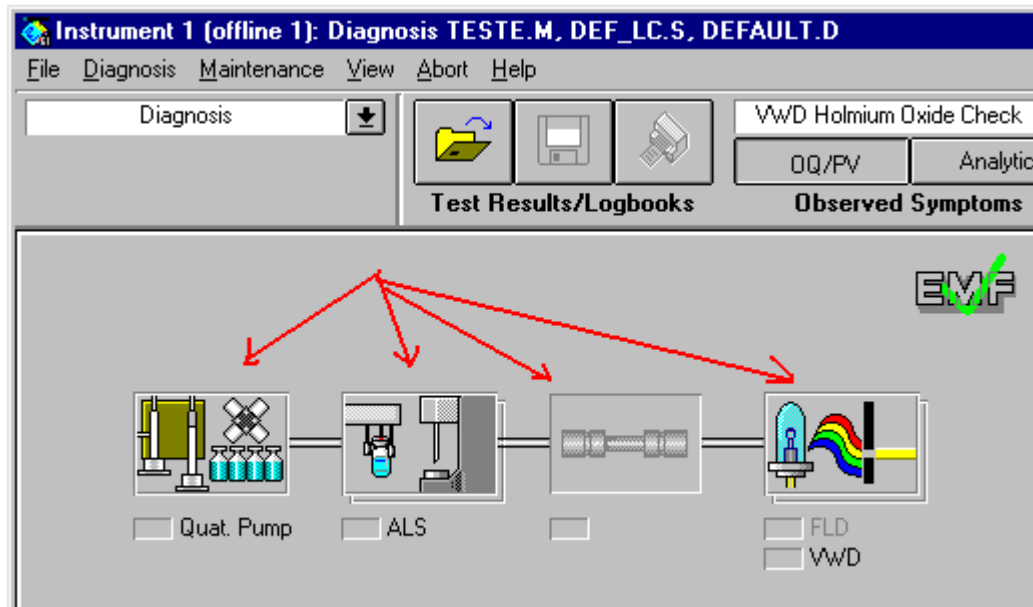 Instrument 1 (offline 1): Diagnosis TESTE.M, DEF_LC.S, DEFAULT.D
File Diagnosis Maintenance View Abort Help
Diagnosis
VWD Holmium Oxide Check
OQ/PV
Analytic
Test Results/Logbooks
Observed Symptoms
EMF
Quat. Pump
ALS
FLD
VWD